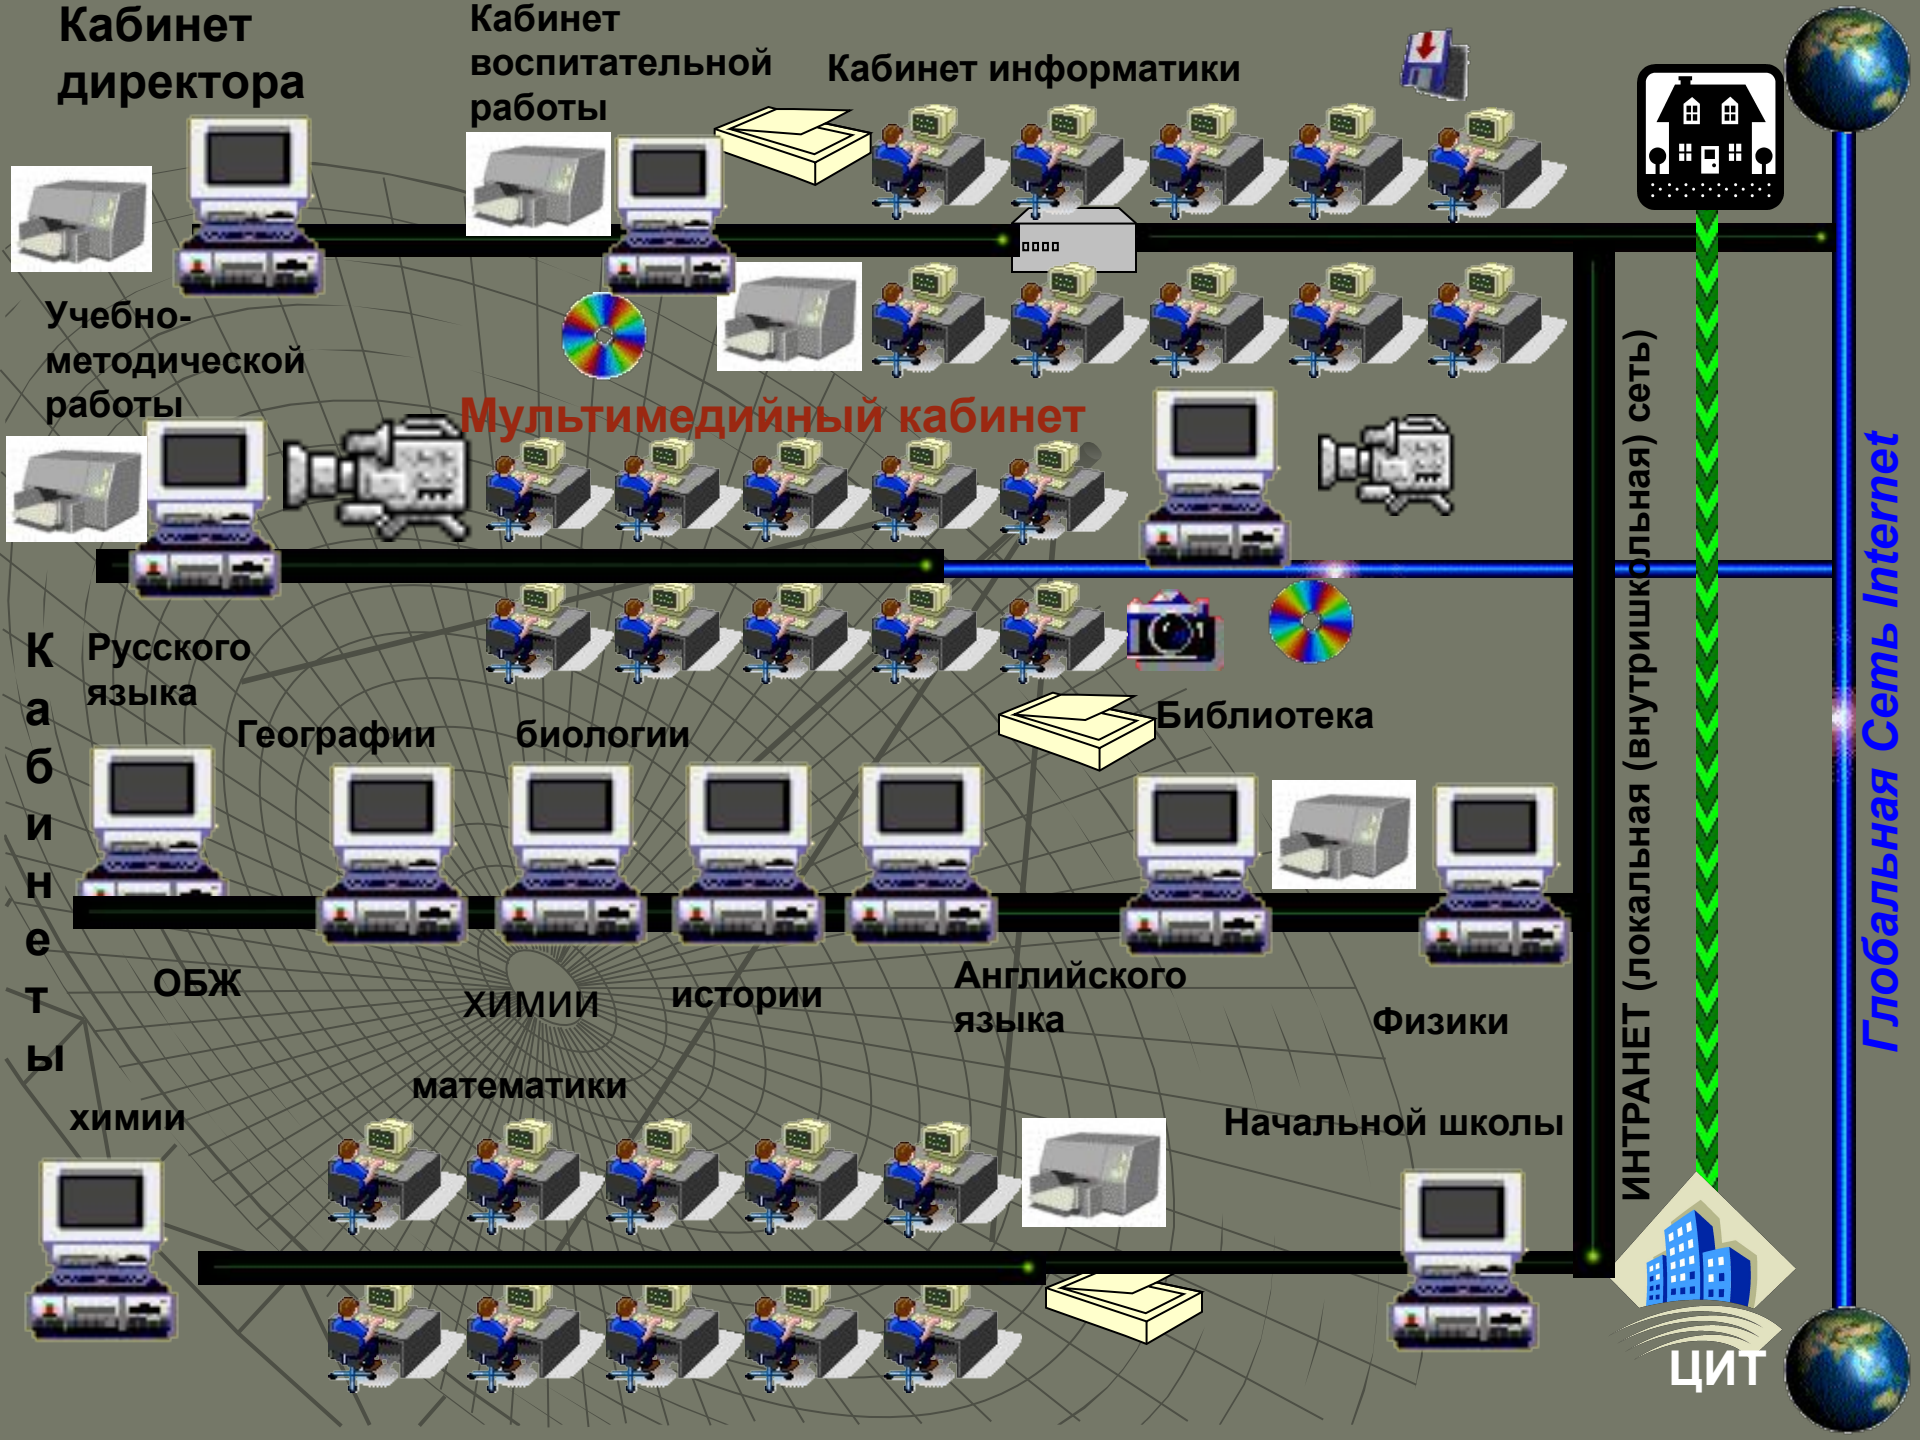 Кабинет
директора
Кабинет
воспитательной
работы
Кабинет информатики
Учебно-
методической
работы
Мультимедийный кабинет
Кабинеты
Русского
языка
Географии
биологии
Библиотека
ОБЖ
химии
истории
Английского
языка
Физики
математики
химии
Начальной школы
ИНТРАНЕТ (локальная (внутришкольная) сеть)
Глобальная Сеть Internet
ЦИТ